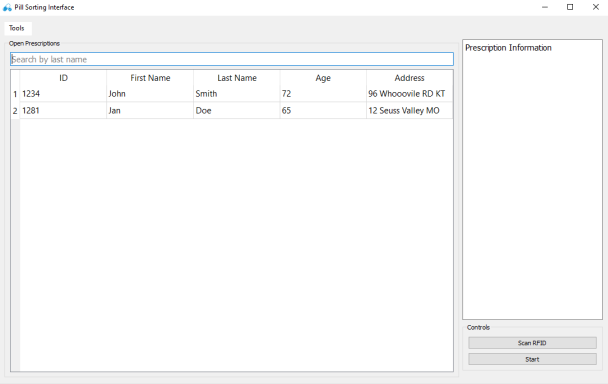 Pill Sorting Interface
Tools
Open Prescriptions
Search by last name
ID First Name Last Name Age Address
1 1234 John Smith 72 96 Whooovile RD KT
2 1281 Jan Doe 65 12 Seuss Valley MO
Prescription Information
Controls
Scan RFID
Start